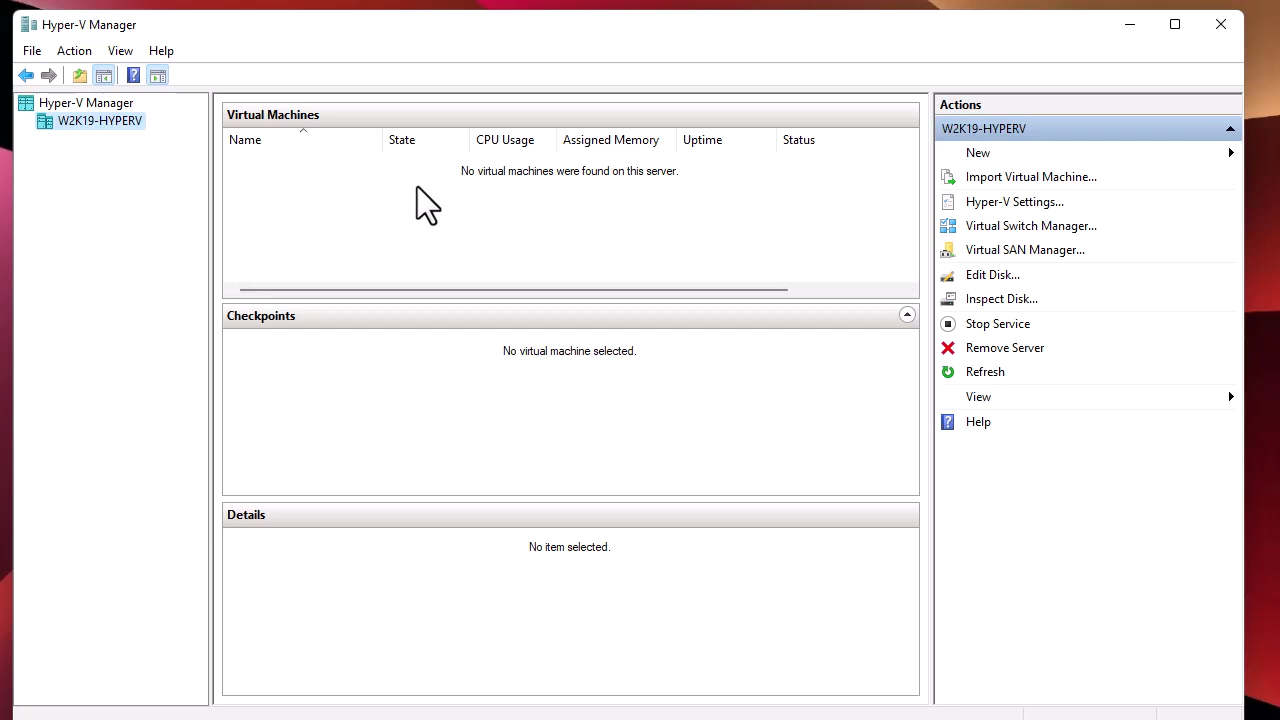 Hyper-V Manager
File Action View Help
Hyper-V Manager
W2K19-HYPERV
Virtual Machines
Name State CPU Usage Assigned Memory Uptime Status
No virtual machines were found on this server.
Checkpoints
No virtual machine selected.
Details
No item selected.
Actions
W2K19-HYPERV
New
Import Virtual Machine...
Hyper-V Settings...
Virtual Switch Manager...
Virtual SAN Manager...
Edit Disk...
Inspect Disk...
Stop Service
Remove Server
Refresh
View
Help